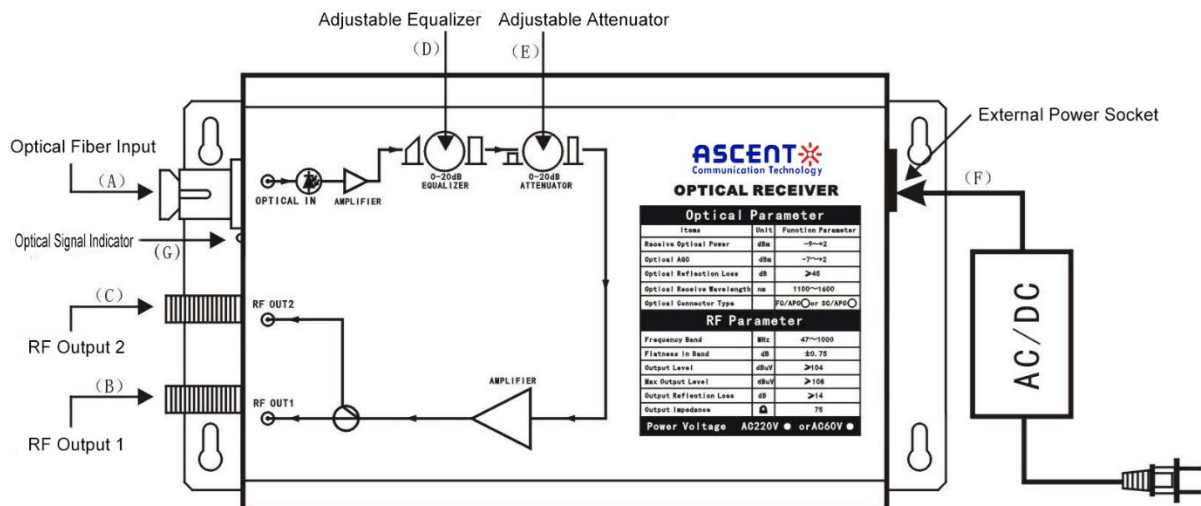 Adjustable Equalizer
(D)
Adjustable Attenuator
(E)
External Power Socket
(F)
Optical Fiber Input
(A)
Optical Signal Indicator
(G)
(C)
RF Output 2
(B)
RF Output 1
OPTICAL IN
AMPLIFIER
0-20dB
EQUALIZER
0-20dB
ATTENUATOR
RF OUT2
RF OUT1
AMPLIFIER
ASCENT
Communication Technology
OPTICAL RECEIVER
Optical Parameter
Items Unit Function Parameter
Receive Optical Power dBm -9~+2
Optical AGC dBm -7~+2
Optical Reflection Loss dB ≥45
Optical Receive Wavelength nm 1100~1600
Optical Connector Type FC/APC or SC/APC
RF Parameter
Frequency Band MHz 47~1000
Flatness in Band dB ±0.75
Output Level dBuV ≥104
Max Output Level dBuV ≥108
Output Reflection Loss dB ≥14
Output Impedance Ω 75
Power Voltage AC220V ● orAC60V ●
AC/DC